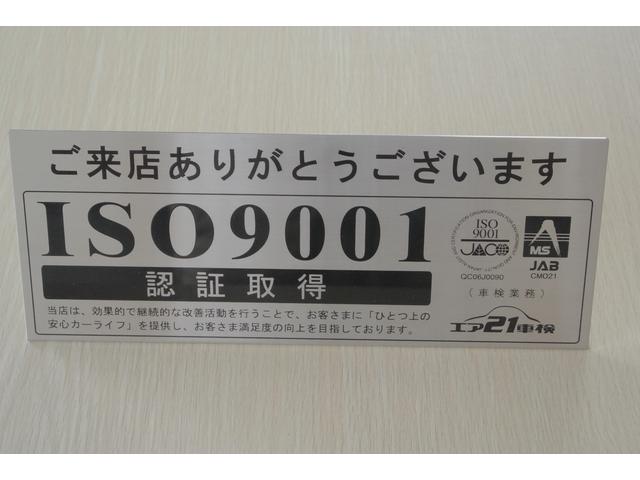 ご来店ありがとうございます
ISO9001
認証取得
当店は、効果的で継続的な改善活動を行うことで、お客さまに「ひとつ上の
安心カーライフ」を提供し、お客さま満足度の向上を目指しております。
ISO
9001
JACO
QC06J0090
MS
JAB
CM021
（車検業務）
エア21車検